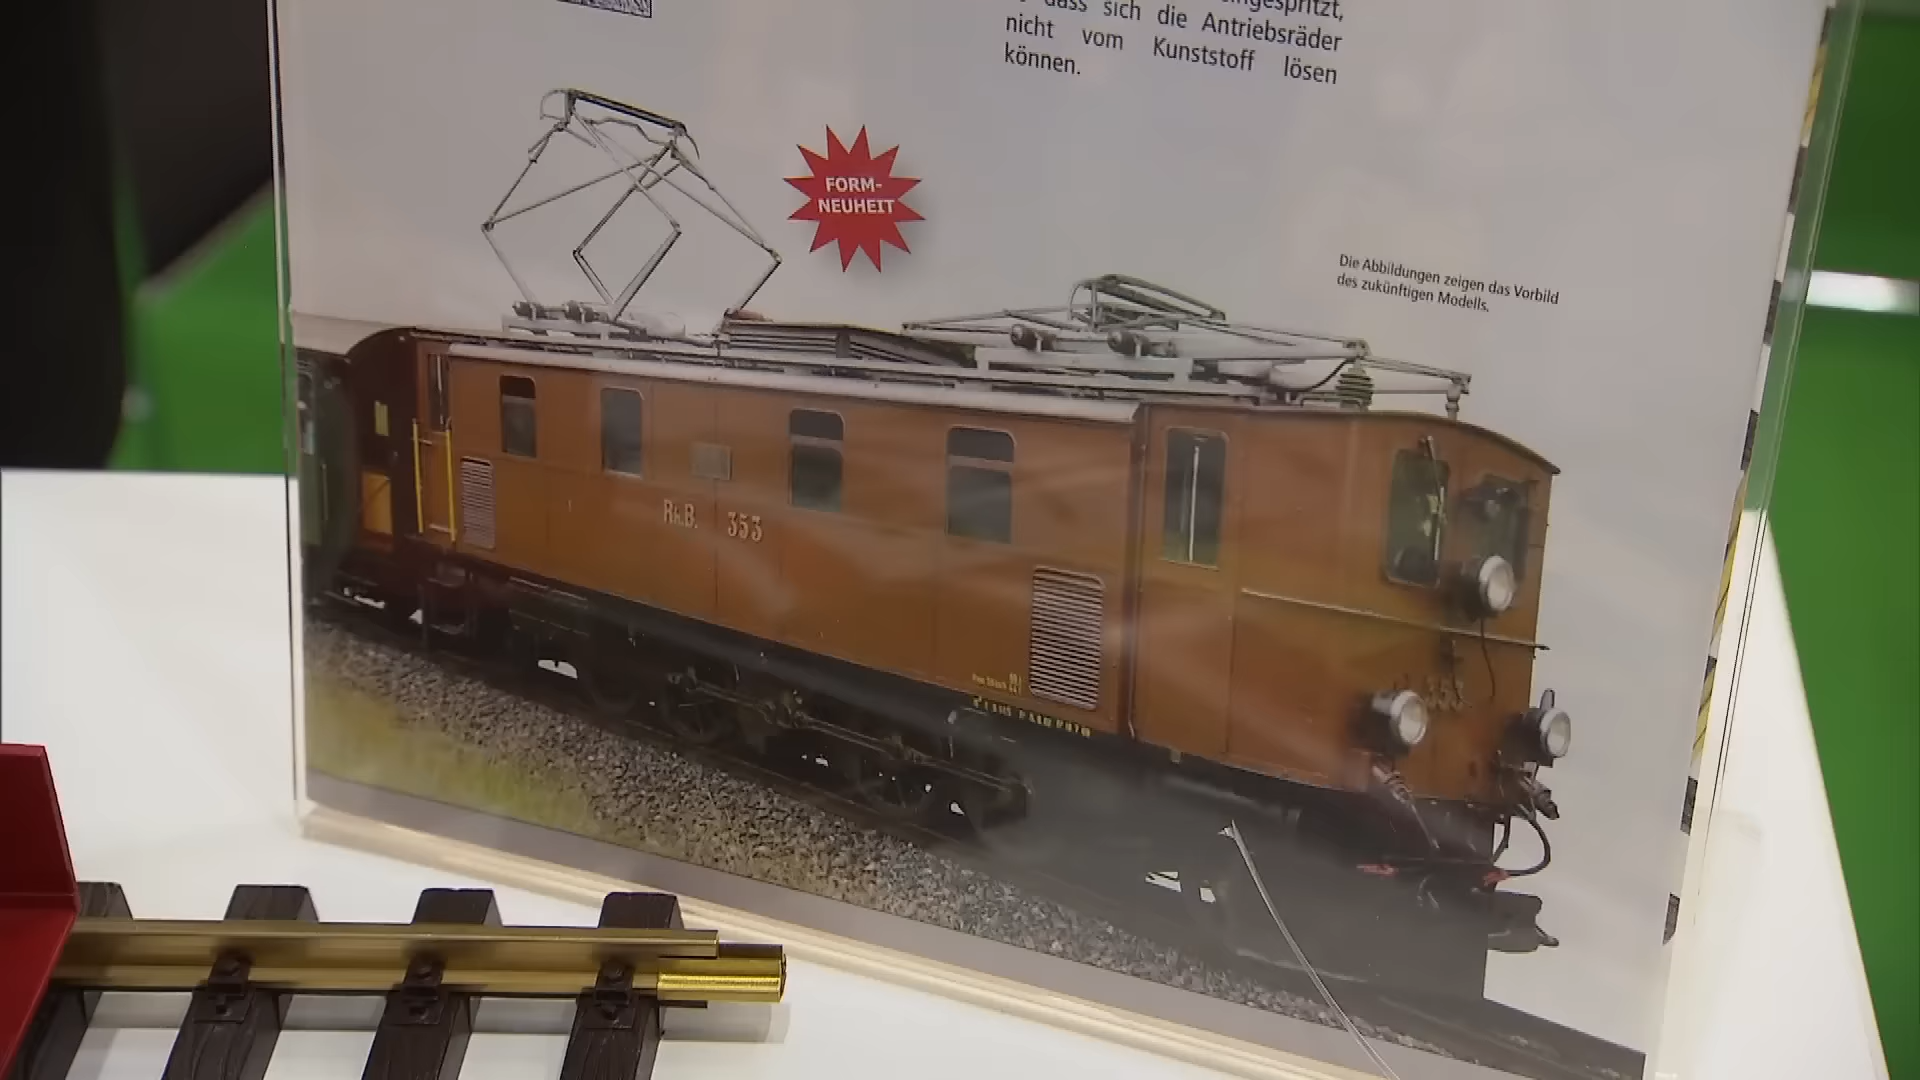 dass sich die Antriebsräder
nicht vom Kunststoff lösen
können.
FORM-
NEUHEIT
Die Abbildungen zeigen das Vorbild
des zukünftigen Modells.
Rh.B. 353
353